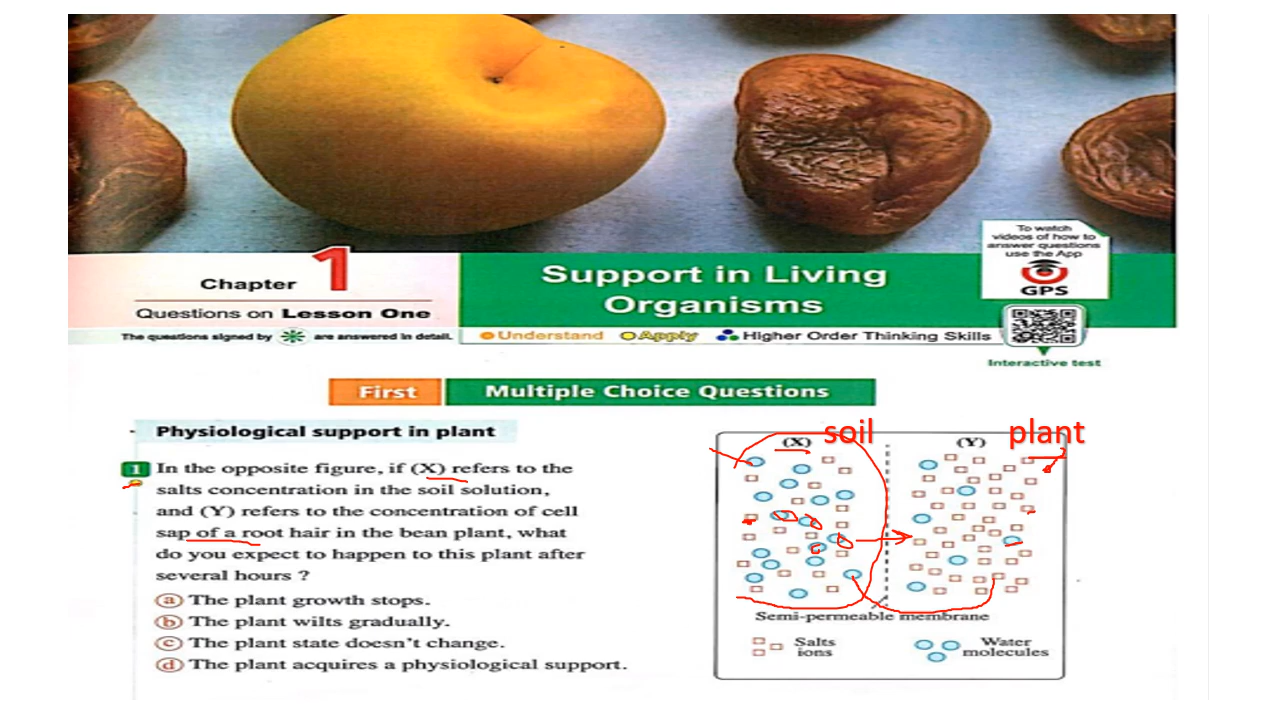 To watch
videos of how to
answer questions
use the App
GPS
Chapter 1
Questions on Lesson One
Support in Living
Organisms
The questions signed by are answered in detail.
Understand Apply Higher Order Thinking Skills
Interactive test
First Multiple Choice Questions
Physiological support in plant
1 In the opposite figure, if (X) refers to the
salts concentration in the soil solution,
and (Y) refers to the concentration of cell
sap of a root hair in the bean plant, what
do you expect to happen to this plant after
several hours ?
a The plant growth stops.
b The plant wilts gradually.
c The plant state doesn't change.
d The plant acquires a physiological support.
(X) soil (Y) plant
Semi-permeable membrane
Salts
ions
Water
molecules